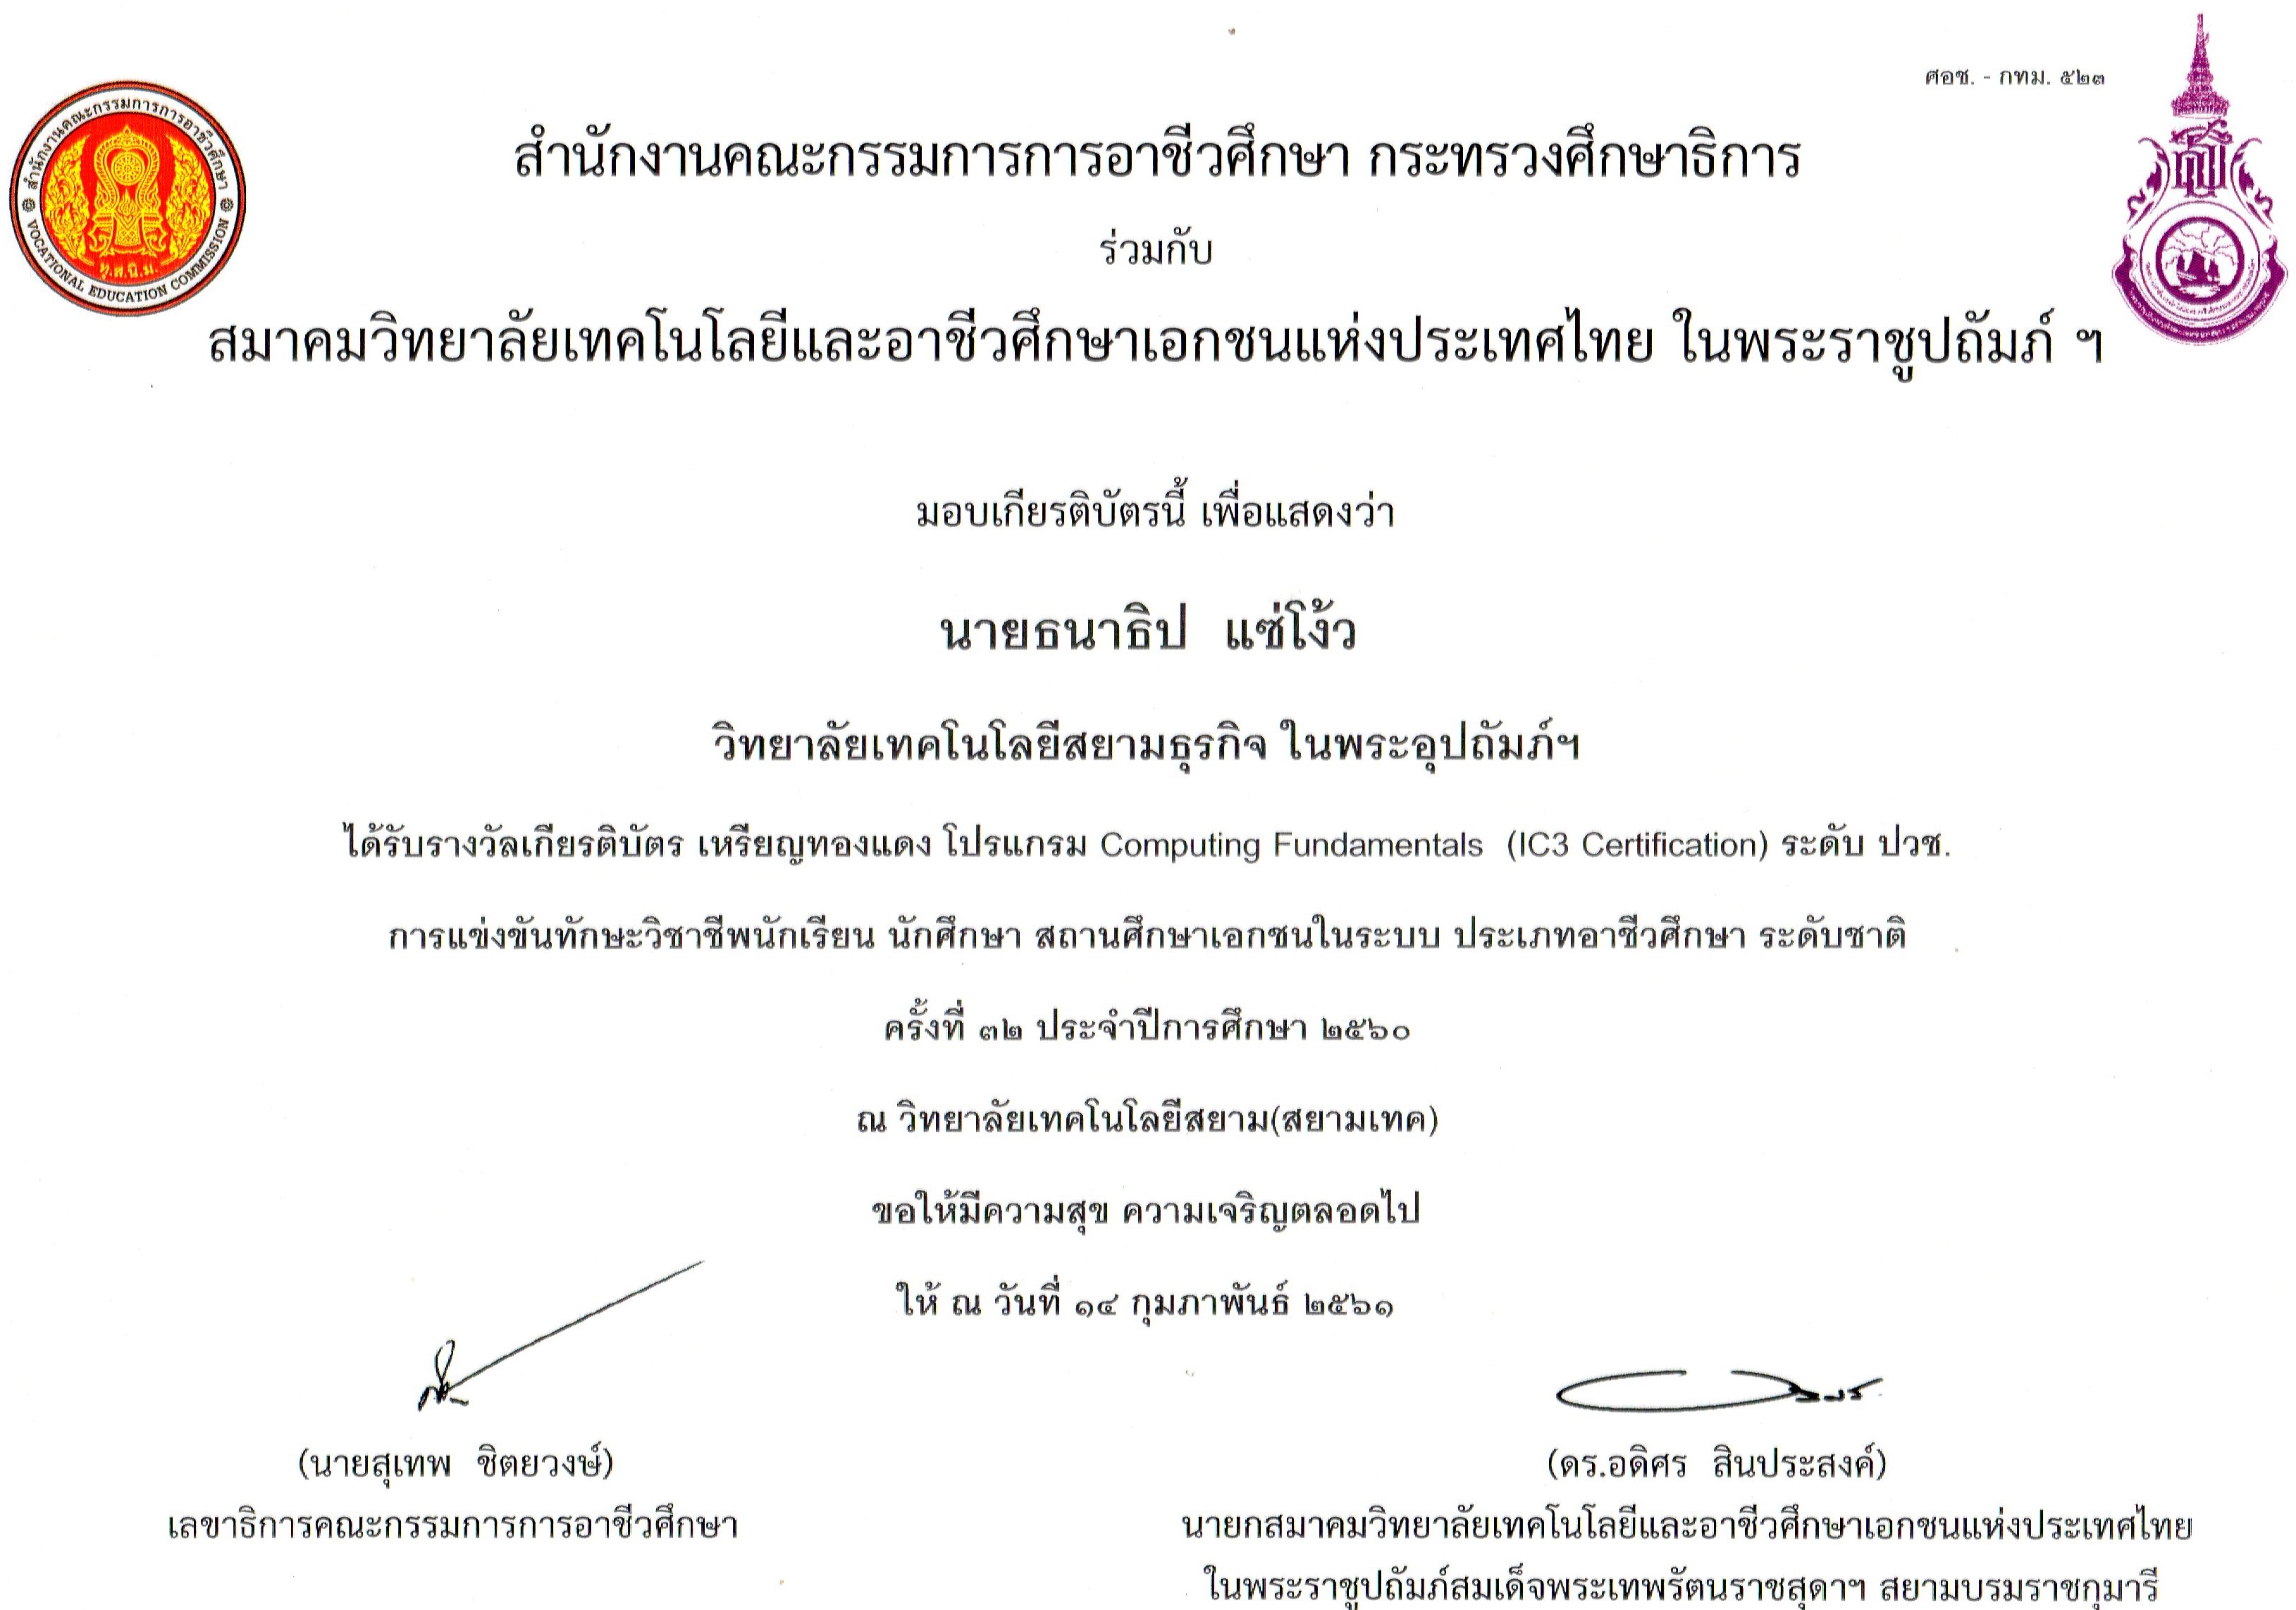 ศอช. - กทม. ๕๒๓
สำนักงานคณะกรรมการการอาชีวศึกษา
VOCATIONAL EDUCATION COMMISSION
ทุ.ส.นิ.ม.
สำนักงานคณะกรรมการการอาชีวศึกษา กระทรวงศึกษาธิการ
ร่วมกับ
สมาคมวิทยาลัยเทคโนโลยีและอาชีวศึกษาเอกชนแห่งประเทศไทย ในพระราชูปถัมภ์ ฯ
มอบเกียรติบัตรนี้ เพื่อแสดงว่า
นายธนาธิป แซ่โง้ว
วิทยาลัยเทคโนโลยีสยามธุรกิจ ในพระอุปถัมภ์ฯ
ได้รับรางวัลเกียรติบัตร เหรียญทองแดง โปรแกรม Computing Fundamentals (IC3 Certification) ระดับ ปวช.
การแข่งขันทักษะวิชาชีพนักเรียน นักศึกษา สถานศึกษาเอกชนในระบบ ประเภทอาชีวศึกษา ระดับชาติ
ครั้งที่ ๓๒ ประจำปีการศึกษา ๒๕๖๐
ณ วิทยาลัยเทคโนโลยีสยาม(สยามเทค)
ขอให้มีความสุข ความเจริญตลอดไป
ให้ ณ วันที่ ๑๔ กุมภาพันธ์ ๒๕๖๑
(นายสุเทพ ชิตยวงษ์)
เลขาธิการคณะกรรมการการอาชีวศึกษา
(ดร.อดิศร สินประสงค์)
นายกสมาคมวิทยาลัยเทคโนโลยีและอาชีวศึกษาเอกชนแห่งประเทศไทย
ในพระราชูปถัมภ์สมเด็จพระเทพรัตนราชสุดาฯ สยามบรมราชกุมารี